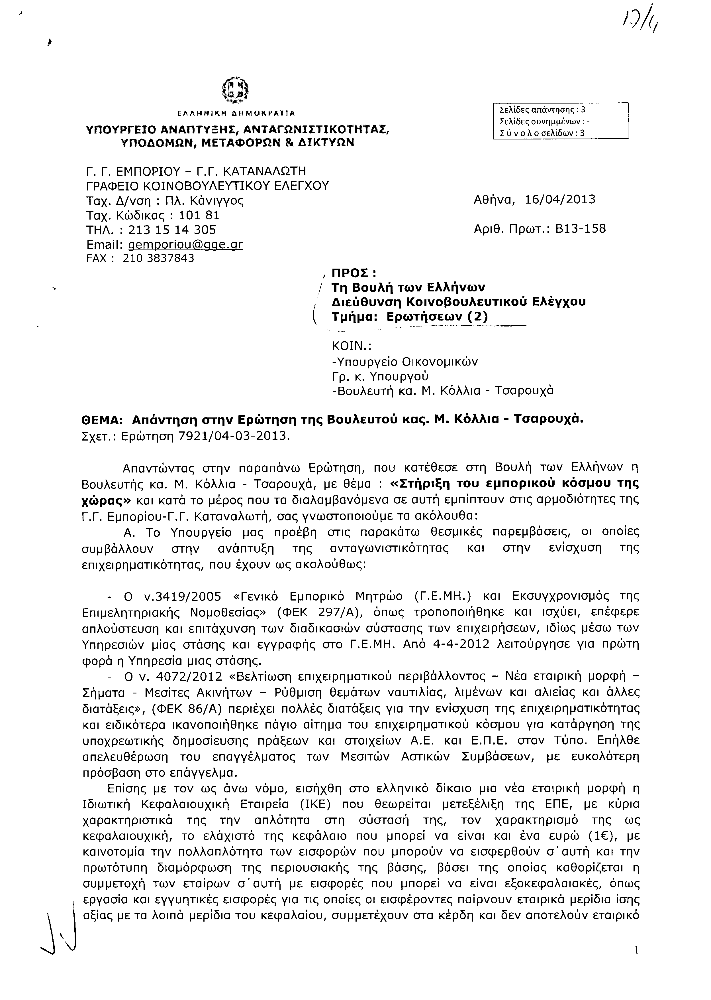 17/4
ΕΛΛΗΝΙΚΗ ΔΗΜΟΚΡΑΤΙΑ
ΥΠΟΥΡΓΕΙΟ ΑΝΑΠΤΥΞΗΣ, ΑΝΤΑΓΩΝΙΣΤΙΚΟΤΗΤΑΣ,
ΥΠΟΔΟΜΩΝ, ΜΕΤΑΦΟΡΩΝ & ΔΙΚΤΥΩΝ
Σελίδες απάντησης : 3
Σελίδες συνημμένων : -
Σ ύ ν ο λ ο σελίδων : 3
Γ. Γ. ΕΜΠΟΡΙΟΥ – Γ.Γ. ΚΑΤΑΝΑΛΩΤΗ
ΓΡΑΦΕΙΟ ΚΟΙΝΟΒΟΥΛΕΥΤΙΚΟΥ ΕΛΕΓΧΟΥ
Ταχ. Δ/νση : Πλ. Κάνιγγος
Ταχ. Κώδικας : 101 81
ΤΗΛ. : 213 15 14 305
Email: gemporiou@gge.gr
FAX : 210 3837843
Αθήνα, 16/04/2013
Αριθ. Πρωτ.: Β13-158
ΠΡΟΣ :
Τη Βουλή των Ελλήνων
Διεύθυνση Κοινοβουλευτικού Ελέγχου
Τμήμα: Ερωτήσεων (2)
ΚΟΙΝ.:
-Υπουργείο Οικονομικών
Γρ. κ. Υπουργού
-Βουλευτή κα. Μ. Κόλλια - Τσαρουχά
ΘΕΜΑ: Απάντηση στην Ερώτηση της Βουλευτού κας. Μ. Κόλλια - Τσαρουχά.
Σχετ.: Ερώτηση 7921/04-03-2013.
Απαντώντας στην παραπάνω Ερώτηση, που κατέθεσε στη Βουλή των Ελλήνων η
Βουλευτής κα. Μ. Κόλλια - Τσαρουχά, με θέμα : «Στήριξη του εμπορικού κόσμου της
χώρας» και κατά το μέρος που τα διαλαμβανόμενα σε αυτή εμπίπτουν στις αρμοδιότητες της
Γ.Γ. Εμπορίου-Γ.Γ. Καταναλωτή, σας γνωστοποιούμε τα ακόλουθα:
Α. Το Υπουργείο μας προέβη στις παρακάτω θεσμικές παρεμβάσεις, οι οποίες
συμβάλλουν στην ανάπτυξη της ανταγωνιστικότητας και στην ενίσχυση της
επιχειρηματικότητας, που έχουν ως ακολούθως:
- Ο ν.3419/2005 «Γενικό Εμπορικό Μητρώο (Γ.Ε.ΜΗ.) και Εκσυγχρονισμός της
Επιμελητηριακής Νομοθεσίας» (ΦΕΚ 297/Α), όπως τροποποιήθηκε και ισχύει, επέφερε
απλούστευση και επιτάχυνση των διαδικασιών σύστασης των επιχειρήσεων, ιδίως μέσω των
Υπηρεσιών μίας στάσης και εγγραφής στο Γ.Ε.ΜΗ. Από 4-4-2012 λειτούργησε για πρώτη
φορά η Υπηρεσία μιας στάσης.
- Ο ν. 4072/2012 «Βελτίωση επιχειρηματικού περιβάλλοντος – Νέα εταιρική μορφή –
Σήματα - Μεσίτες Ακινήτων – Ρύθμιση θεμάτων ναυτιλίας, λιμένων και αλιείας και άλλες
διατάξεις», (ΦΕΚ 86/Α) περιέχει πολλές διατάξεις για την ενίσχυση της επιχειρηματικότητας
και ειδικότερα ικανοποιήθηκε πάγιο αίτημα του επιχειρηματικού κόσμου για κατάργηση της
υποχρεωτικής δημοσίευσης πράξεων και στοιχείων Α.Ε. και Ε.Π.Ε. στον Τύπο. Επήλθε
απελευθέρωση του επαγγέλματος των Μεσιτών Αστικών Συμβάσεων, με ευκολότερη
πρόσβαση στο επάγγελμα.
Επίσης με τον ως άνω νόμο, εισήχθη στο ελληνικό δίκαιο μια νέα εταιρική μορφή η
Ιδιωτική Κεφαλαιουχική Εταιρεία (ΙΚΕ) που θεωρείται μετεξέλιξη της ΕΠΕ, με κύρια
χαρακτηριστικά της την απλότητα στη σύστασή της, τον χαρακτηρισμό της ως
κεφαλαιουχική, το ελάχιστό της κεφάλαιο που μπορεί να είναι και ένα ευρώ (1€), με
καινοτομία την πολλαπλότητα των εισφορών που μπορούν να εισφερθούν σ΄αυτή και την
πρωτότυπη διαμόρφωση της περιουσιακής της βάσης, βάσει της οποίας καθορίζεται η
συμμετοχή των εταίρων σ΄αυτή με εισφορές που μπορεί να είναι εξοκεφαλαιακές, όπως
εργασία και εγγυητικές εισφορές για τις οποίες οι εισφέροντες παίρνουν εταιρικά μερίδια ίσης
αξίας με τα λοιπά μερίδια του κεφαλαίου, συμμετέχουν στα κέρδη και δεν αποτελούν εταιρικό
1